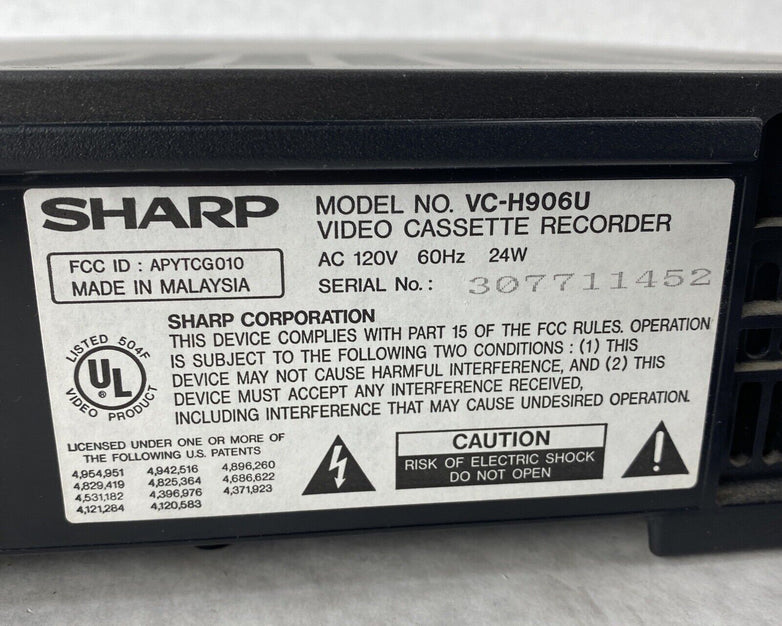 SHARP
MODEL NO. VC-H906U
VIDEO CASSETTE RECORDER
FCC ID : APYTCG010
MADE IN MALAYSIA
AC 120V 60Hz 24W
SERIAL No. : 307711452
SHARP CORPORATION
THIS DEVICE COMPLIES WITH PART 15 OF THE FCC RULES. OPERATION
IS SUBJECT TO THE FOLLOWING TWO CONDITIONS : (1) THIS
DEVICE MAY NOT CAUSE HARMFUL INTERFERENCE, AND (2) THIS
DEVICE MUST ACCEPT ANY INTERFERENCE RECEIVED,
INCLUDING INTERFERENCE THAT MAY CAUSE UNDESIRED OPERATION.
LISTED 504F
UL ®
VIDEO PRODUCT
LICENSED UNDER ONE OR MORE OF
THE FOLLOWING U.S. PATENTS
4,954,951 4,942,516 4,896,260
4,829,419 4,825,364 4,686,622
4,531,182 4,396,976 4,371,923
4,121,284 4,120,583
CAUTION
RISK OF ELECTRIC SHOCK
DO NOT OPEN